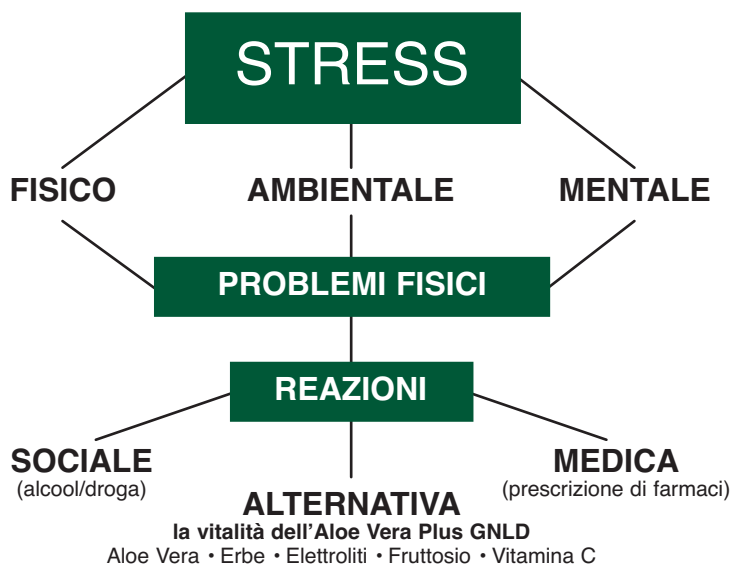 STRESS
FISICO AMBIENTALE MENTALE
PROBLEMI FISICI
REAZIONI
SOCIALE
(alcool/droga)
MEDICA
(prescrizione di farmaci)
ALTERNATIVA
la vitalità dell'Aloe Vera Plus GNLD
Aloe Vera • Erbe • Elettroliti • Fruttosio • Vitamina C